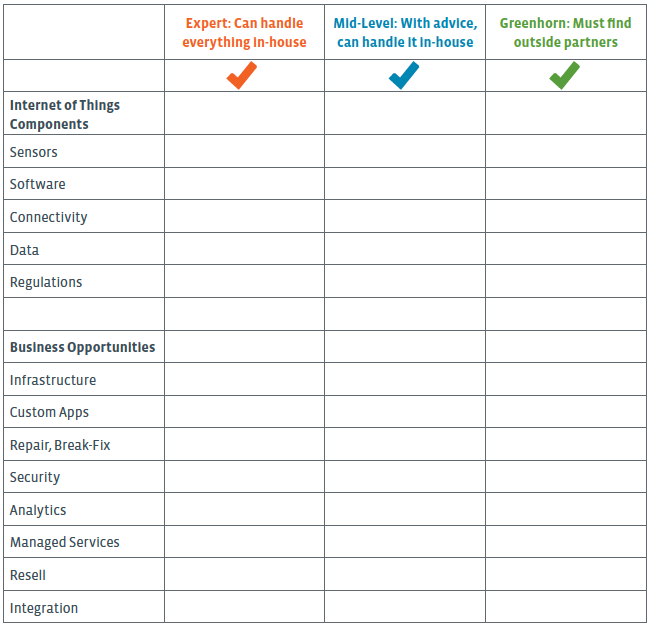 Expert: Can handle
everything in-house
Mid-Level: With advice,
can handle it in-house
Greenhorn: Must find
outside partners
Internet of Things
Components
Sensors
Software
Connectivity
Data
Regulations
Business Opportunities
Infrastructure
Custom Apps
Repair, Break-Fix
Security
Analytics
Managed Services
Resell
Integration